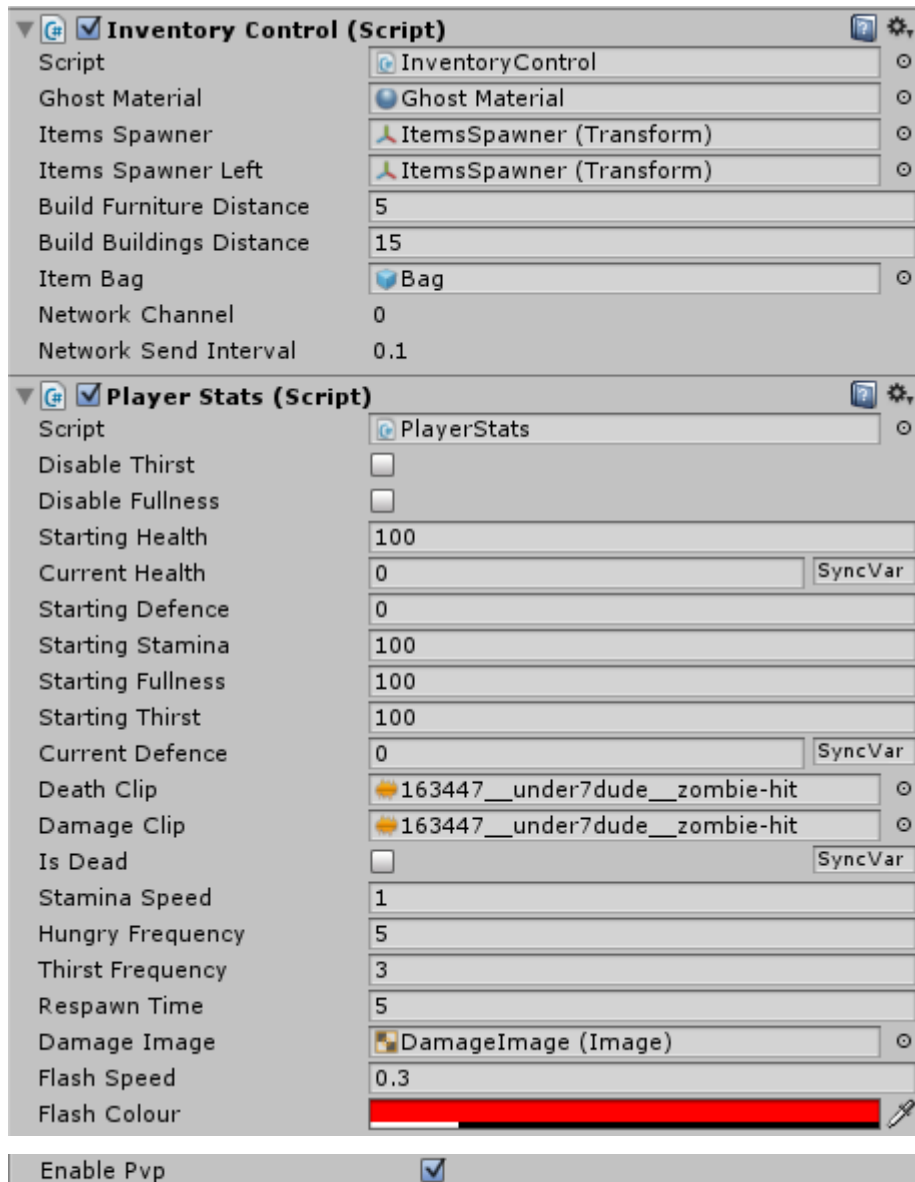 Inventory Control (Script)
Script InventoryControl
Ghost Material Ghost Material
Items Spawner ItemsSpawner (Transform)
Items Spawner Left ItemsSpawner (Transform)
Build Furniture Distance 5
Build Buildings Distance 15
Item Bag Bag
Network Channel 0
Network Send Interval 0.1
Player Stats (Script)
Script PlayerStats
Disable Thirst
Disable Fullness
Starting Health 100
Current Health 0 SyncVar
Starting Defence 0
Starting Stamina 100
Starting Fullness 100
Starting Thirst 100
Current Defence 0 SyncVar
Death Clip 163447__under7dude__zombie-hit
Damage Clip 163447__under7dude__zombie-hit
Is Dead SyncVar
Stamina Speed 1
Hungry Frequency 5
Thirst Frequency 3
Respawn Time 5
Damage Image DamageImage (Image)
Flash Speed 0.3
Flash Colour
Enable Pvp